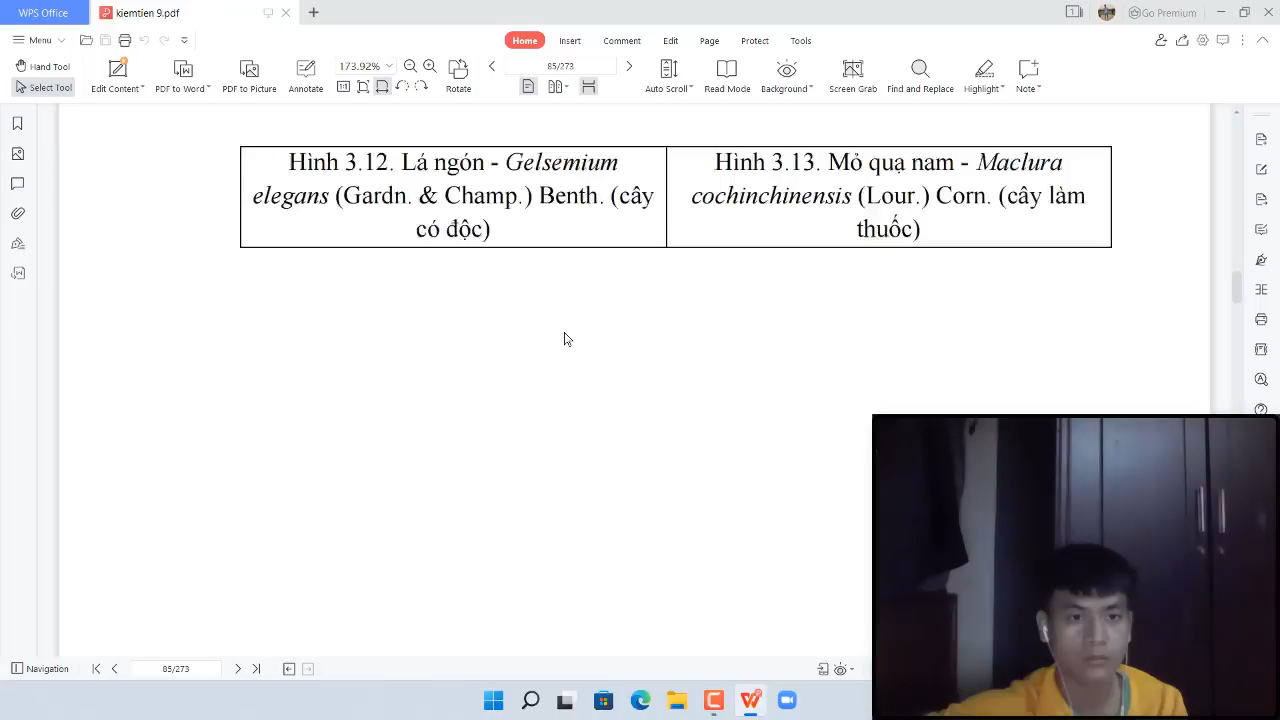 WPS Office
kiemtien 9.pdf
Go Premium
Menu
Home
Insert
Comment
Edit
Page
Protect
Tools
Hand Tool
Select Tool
Edit Content
PDF to Word
PDF to Picture
Annotate
173.92%
Rotate
85/273
Auto Scroll
Read Mode
Background
Screen Grab
Find and Replace
Highlight
Note
Hình 3.12. Lá ngón - Gelsemium
elegans (Gardn. & Champ.) Benth. (cây
có độc)
Hình 3.13. Mỏ quạ nam - Maclura
cochinchinensis (Lour.) Corn. (cây làm
thuốc)
Navigation
85/273